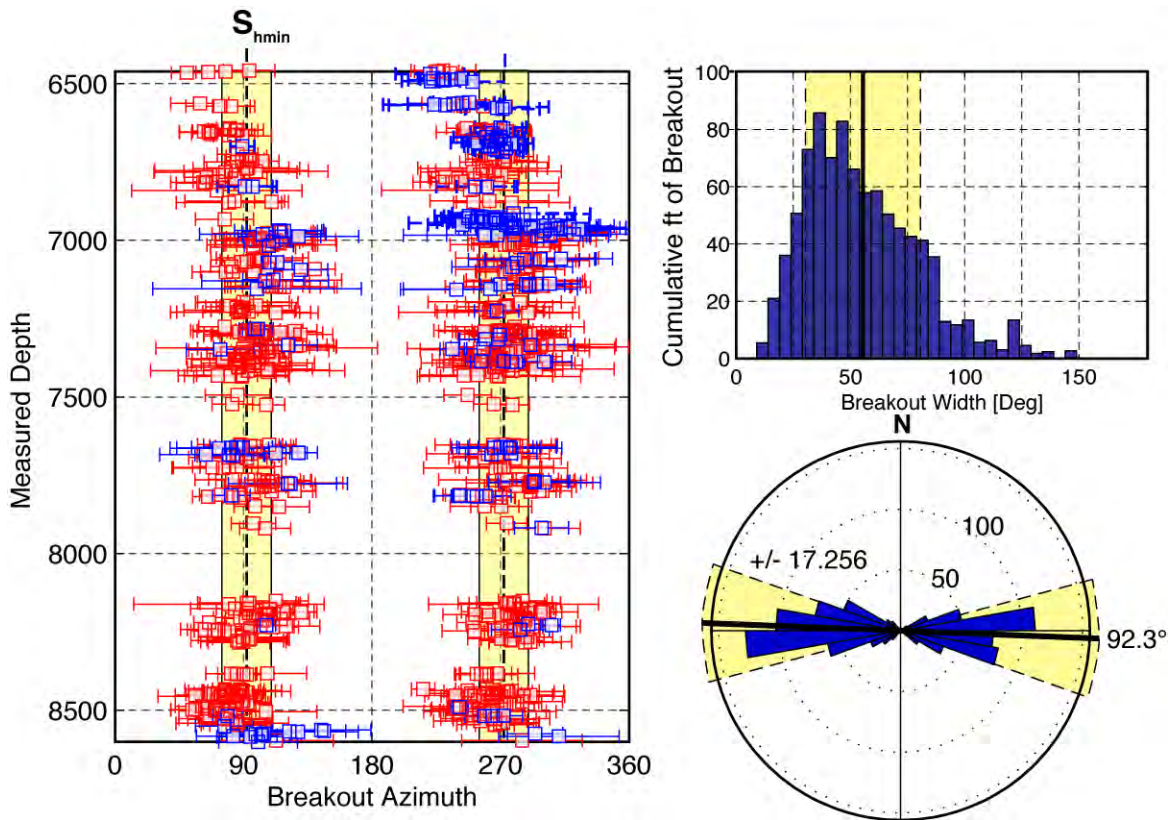 S hmin
6500
7000
7500
8000
8500
Measured Depth
0 90 180 270 360
Breakout Azimuth
100
80
60
40
20
0
Cumulative ft of Breakout
0 50 100 150
Breakout Width [Deg]
N
100
+/- 17.256
50
92.3°